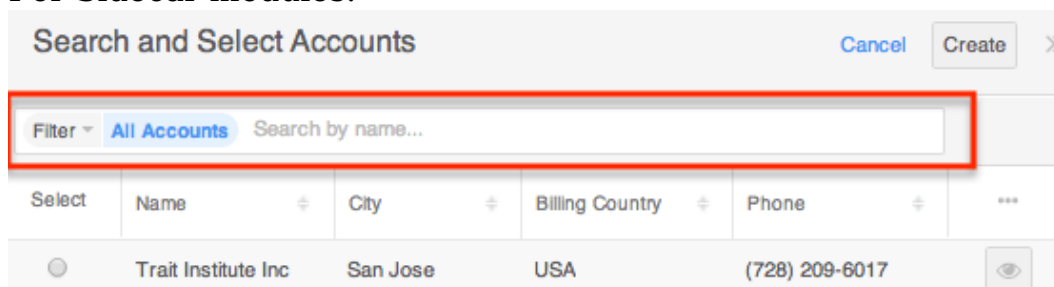 For Sidecar modules:
Search and Select Accounts Cancel Create
Filter All Accounts Search by name...
Select Name City Billing Country Phone ...
Trait Institute Inc San Jose USA (728) 209-6017